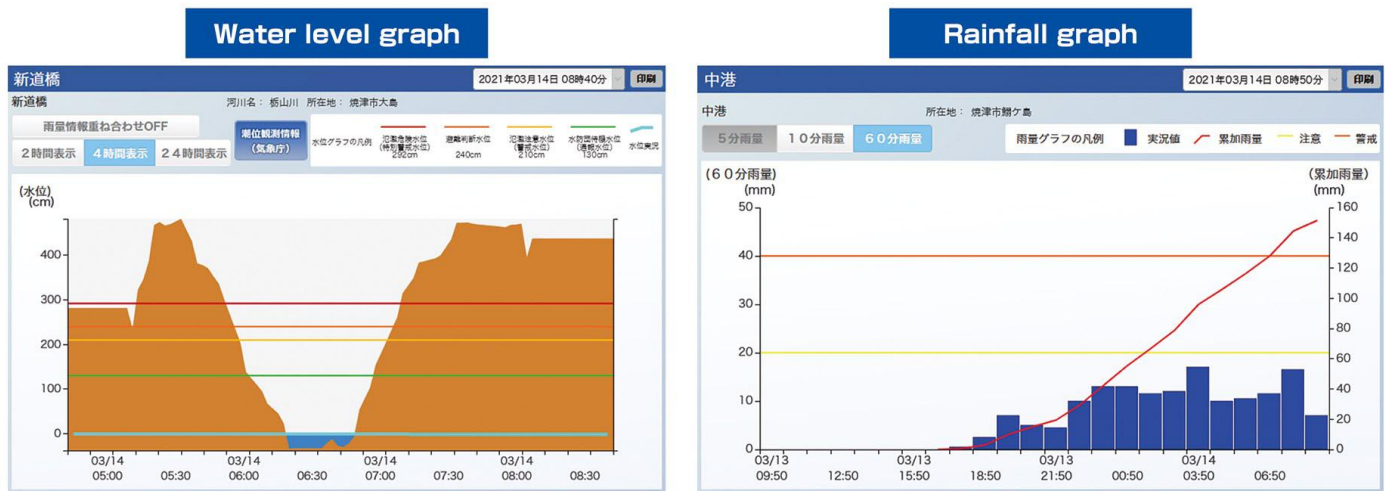 Water level graph
新道橋
2021年03月14日 08時40分
印刷
新道橋
河川名： 栃山川 所在地： 焼津市大島
雨量情報重ね合わせOFF
2時間表示
4時間表示
24時間表示
潮位観測情報
(気象庁)
水位グラフの凡例
氾濫危険水位
(特別警戒水位)
292cm
避難判断水位
240cm
氾濫注意水位
(警戒水位)
210cm
水防団待機水位
(通報水位)
130cm
水位実況
(水位)
(cm)
400
300
200
100
0
03/14
05:00
05:30
03/14
06:00
06:30
03/14
07:00
07:30
03/14
08:00
08:30
Rainfall graph
中港
2021年03月14日 08時50分
印刷
中港
所在地： 焼津市鰯ケ島
5分雨量
10分雨量
60分雨量
雨量グラフの凡例
実況値
累加雨量
注意
警戒
(60分雨量)
(mm)
(累加雨量)
(mm)
50
40
30
20
10
0
160
140
120
100
80
60
40
20
0
03/13
09:50
12:50
03/13
15:50
18:50
03/13
21:50
00:50
03/14
03:50
06:50